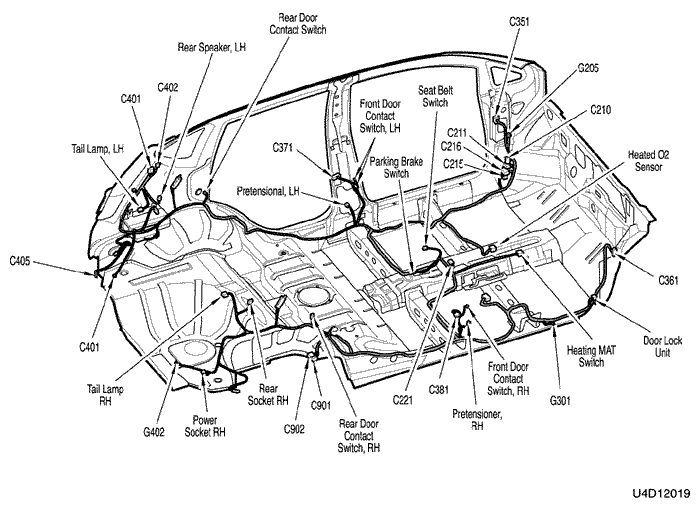 C351
Rear Door
Contact Switch
Rear Speaker, LH
G205
C402
C401
Seat Belt
Switch
Front Door
Contact
Switch, LH
C210
C211
C216
C215
Tail Lamp, LH
C371
Parking Brake
Switch
Heated O2
Sensor
Pretensional, LH
C405
C361
C401
Door Lock
Unit
Heating MAT
Switch
Tail Lamp
RH
Rear
Socket RH
C221
C381
Front Door
Contact
Switch, RH
G301
Power
Socket RH
G402
C901
C902
Rear Door
Contact
Switch, RH
Pretensioner,
RH
U4D12019